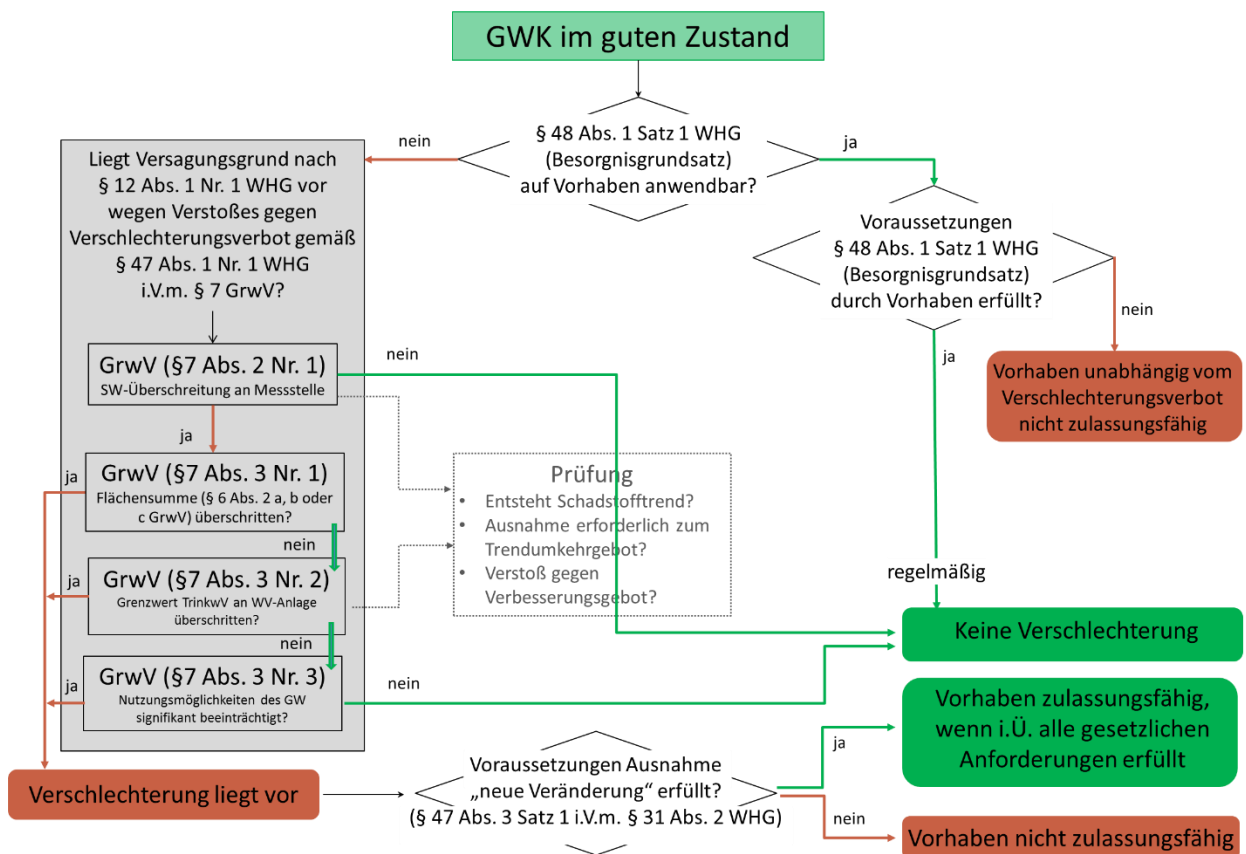 GWK im guten Zustand
nein
§ 48 Abs. 1 Satz 1 WHG
(Besorgnisgrundsatz)
auf Vorhaben anwendbar?
ja
Liegt Versagungsgrund nach
§ 12 Abs. 1 Nr. 1 WHG vor
wegen Verstoßes gegen
Verschlechterungsverbot gemäß
§ 47 Abs. 1 Nr. 1 WHG
i.V.m. § 7 GrwV?
Voraussetzungen
§ 48 Abs. 1 Satz 1 WHG
(Besorgnisgrundsatz)
durch Vorhaben erfüllt?
nein
ja
Vorhaben unabhängig vom
Verschlechterungsverbot
nicht zulassungsfähig
GrwV (§7 Abs. 2 Nr. 1)
SW-Überschreitung an Messstelle
nein
ja
ja
GrwV (§7 Abs. 3 Nr. 1)
Flächensumme (§ 6 Abs. 2 a, b oder
c GrwV) überschritten?
nein
Prüfung
• Entsteht Schadstofftrend?
• Ausnahme erforderlich zum
Trendumkehrgebot?
• Verstoß gegen
Verbesserungsgebot?
ja
GrwV (§7 Abs. 3 Nr. 2)
Grenzwert TrinkwV an WV-Anlage
überschritten?
nein
regelmäßig
Keine Verschlechterung
ja
GrwV (§7 Abs. 3 Nr. 3)
Nutzungsmöglichkeiten des GW
signifikant beeinträchtigt?
nein
Vorhaben zulassungsfähig,
wenn i.Ü. alle gesetzlichen
Anforderungen erfüllt
Verschlechterung liegt vor
Voraussetzungen Ausnahme
„neue Veränderung“ erfüllt?
(§ 47 Abs. 3 Satz 1 i.V.m. § 31 Abs. 2 WHG)
ja
nein
Vorhaben nicht zulassungsfähig